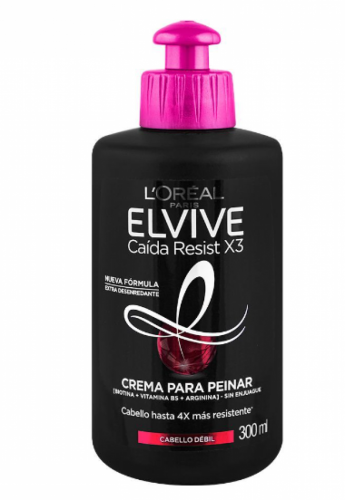 L'ORÉAL
PARIS
ELVIVE
Caída Resist X3
NUEVA FÓRMULA
EXTRA DESENREDANTE
CREMA PARA PEINAR
[BIOTINA + VITAMINA B5 + ARGININA] - SIN ENJUAGUE
Cabello hasta 4X más resistente*
CABELLO DÉBIL
300 ml